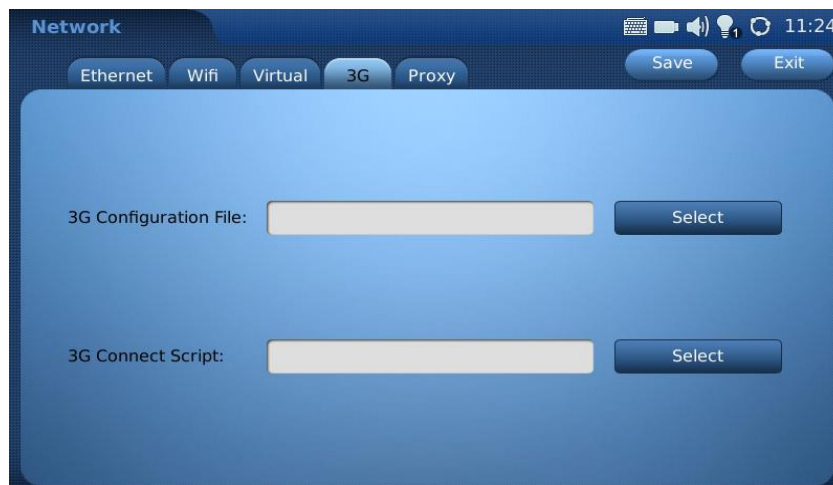 Network 11:24
Save Exit
Ethernet Wifi Virtual 3G Proxy
3G Configuration File: Select
3G Connect Script: Select